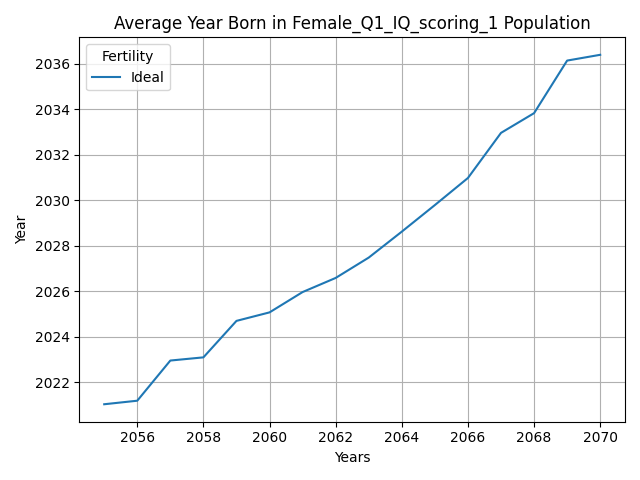 Average Year Born in Female_Q1_IQ_scoring_1 Population
Fertility
Ideal
2036
2034
2032
2030
2028
2026
2024
2022
Year
2056 2058 2060 2062 2064 2066 2068 2070
Years